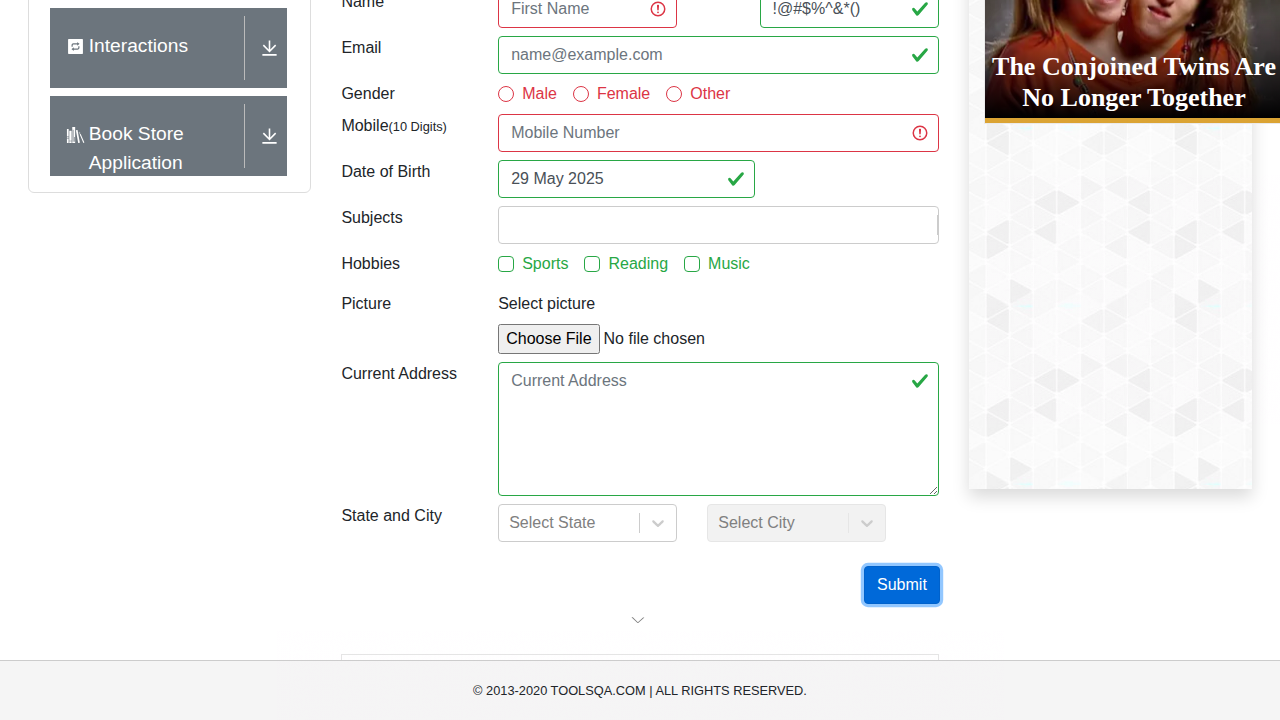 Interactions
Book Store
Application
Name
First Name
!@#$%^&*()
Email
name@example.com
Gender
Male
Female
Other
Mobile(10 Digits)
Mobile Number
Date of Birth
29 May 2025
Subjects
Hobbies
Sports
Reading
Music
Picture
Select picture
Choose File No file chosen
Current Address
Current Address
State and City
Select State
Select City
Submit
The Conjoined Twins Are
No Longer Together
© 2013-2020 TOOLSQA.COM | ALL RIGHTS RESERVED.